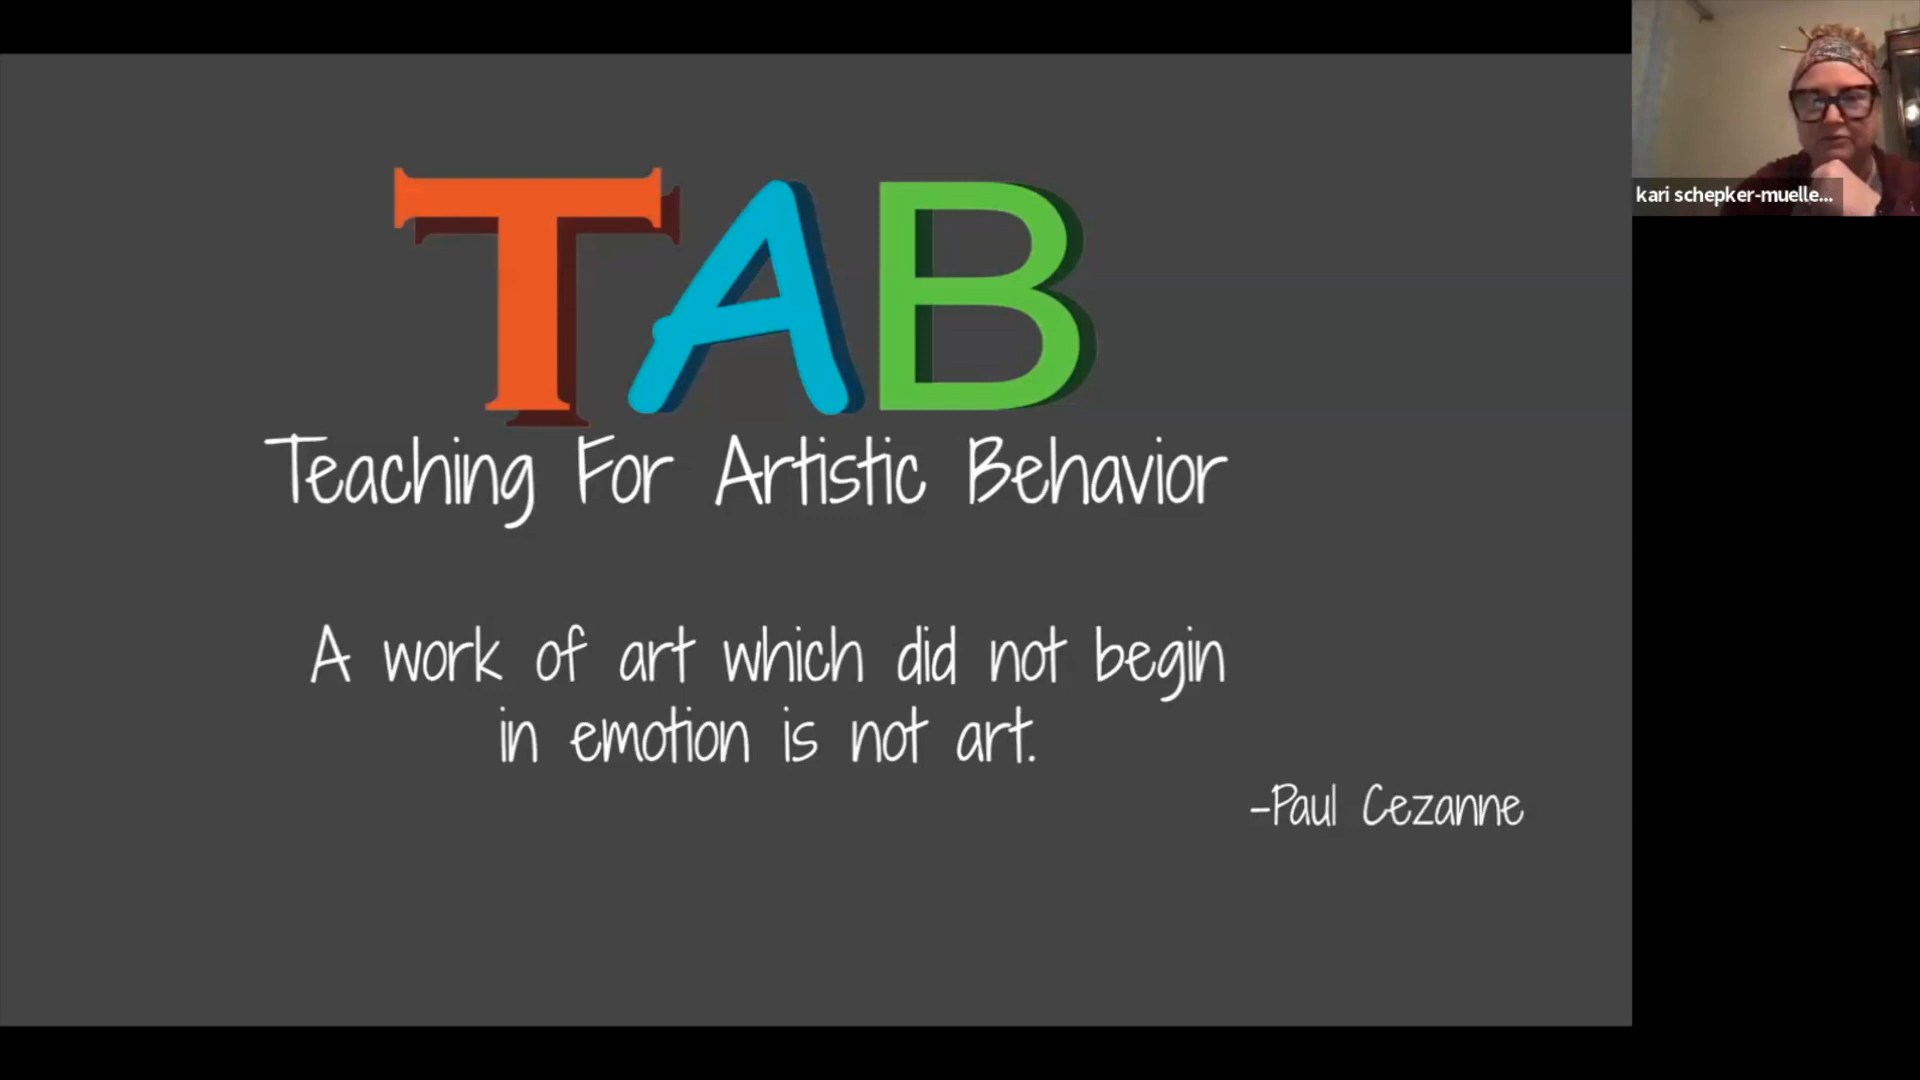 TAB
Teaching For Artistic Behavior
A work of art which did not begin
in emotion is not art.
-Paul Cezanne
kari schepker-muelle...